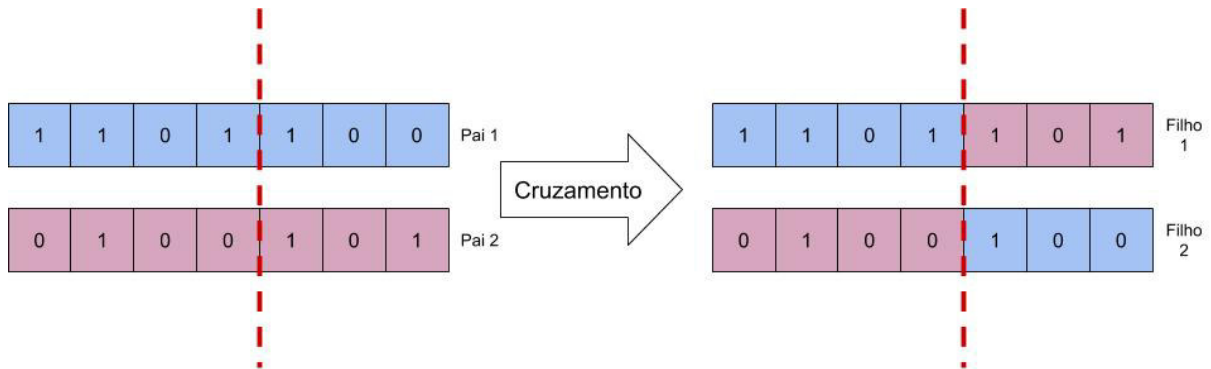 1 1 0 1 1 0 0 Pai 1
0 1 0 0 1 0 1 Pai 2
Cruzamento
1 1 0 1 1 0 1 Filho
1
0 1 0 0 1 0 0 Filho
2